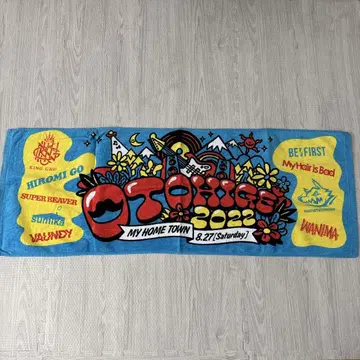 KING GNU
HIROMI GO
SUPER BEAVER
sumika
VAUNDY
OTOHIGE
2022
MY HOME TOWN
8.27[Saturday]
BE:FIRST
My Hair is Bad
WANIMA